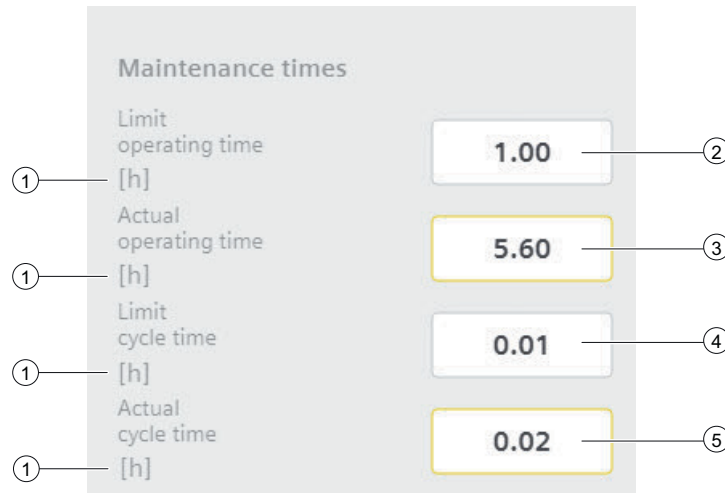 Maintenance times
Limit
operating time
1.00
2
1
[h]
Actual
operating time
5.60
3
1
[h]
Limit
cycle time
0.01
4
1
[h]
Actual
cycle time
0.02
5
1
[h]